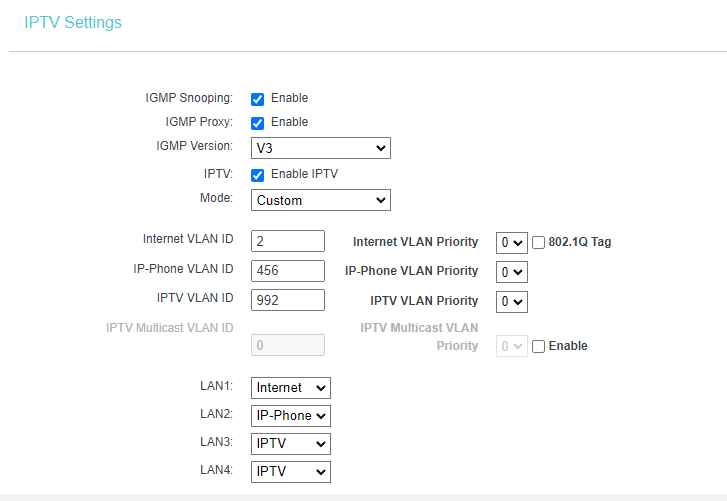 IPTV Settings
IGMP Snooping: Enable
IGMP Proxy: Enable
IGMP Version: V3
IPTV: Enable IPTV
Mode: Custom
Internet VLAN ID 2 Internet VLAN Priority 0 802.1Q Tag
IP-Phone VLAN ID 456 IP-Phone VLAN Priority 0
IPTV VLAN ID 992 IPTV VLAN Priority 0
IPTV Multicast VLAN ID IPTV Multicast VLAN
0 Priority 0 Enable
LAN1: Internet
LAN2: IP-Phone
LAN3: IPTV
LAN4: IPTV